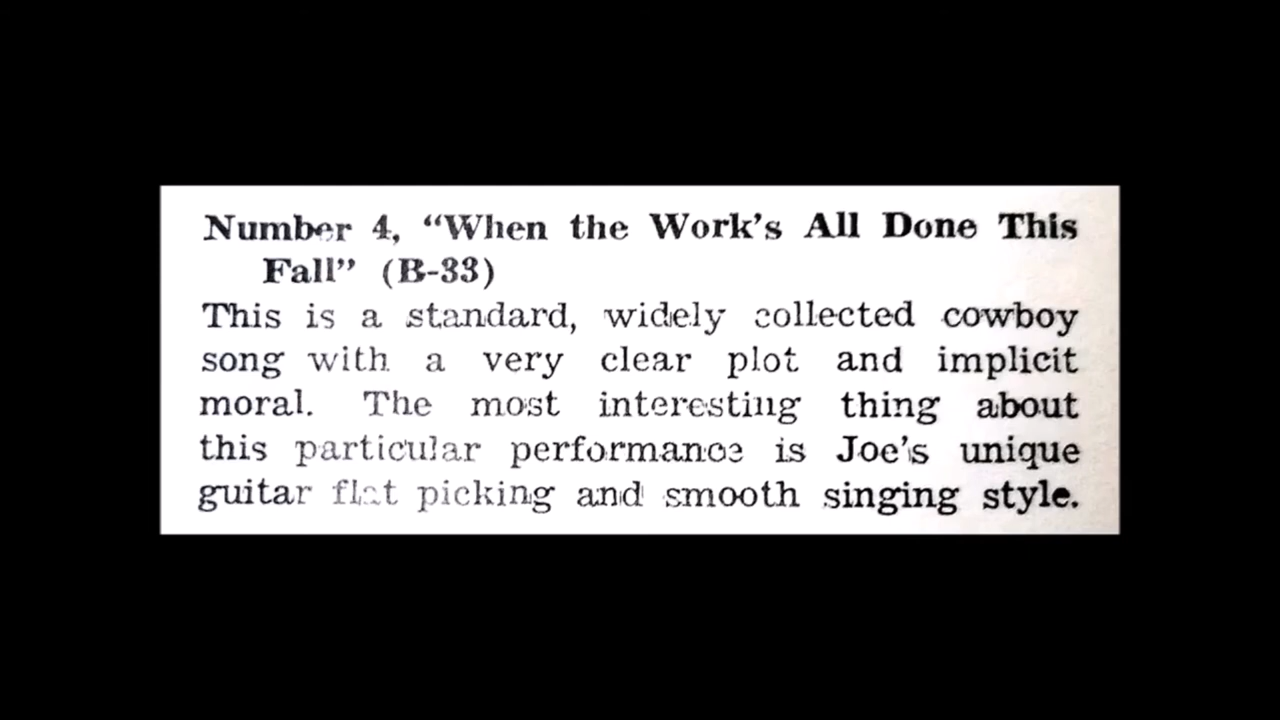 Number 4, “When the Work’s All Done This
Fall” (B-33)
This is a standard, widely collected cowboy
song with a very clear plot and implicit
moral. The most interesting thing about
this particular performance is Joe’s unique
guitar flat picking and smooth singing style.